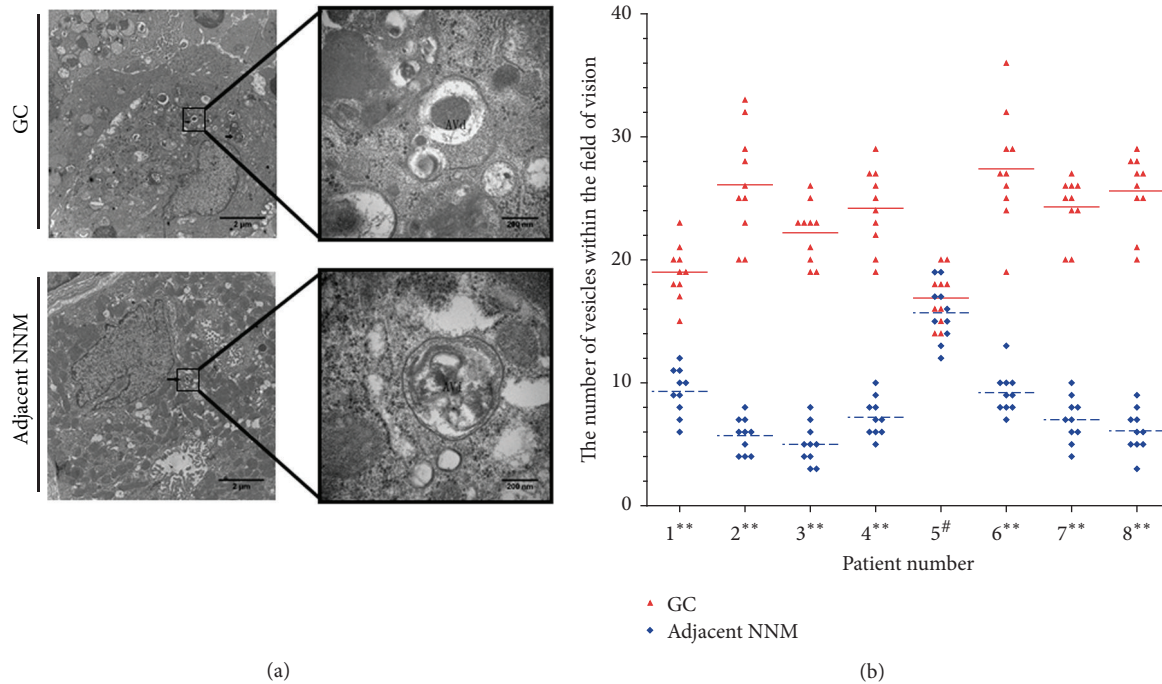 GC
2 μm
AVd
200 nm
Adjacent NNM
2 μm
200 nm
(a)
The number of vesicles within the field of vision
40
30
20
10
0
1** 2** 3** 4** 5# 6** 7** 8**
Patient number
GC
Adjacent NNM
(b)